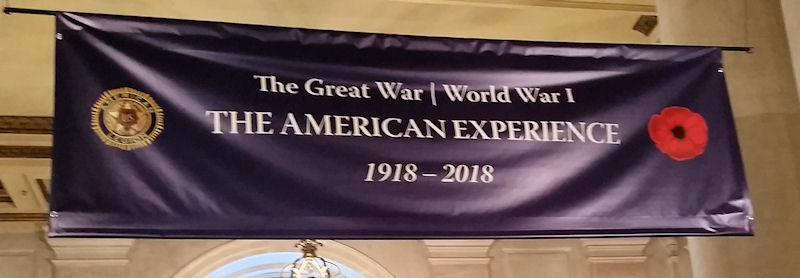 The Great War | World War I
THE AMERICAN EXPERIENCE
1918 – 2018